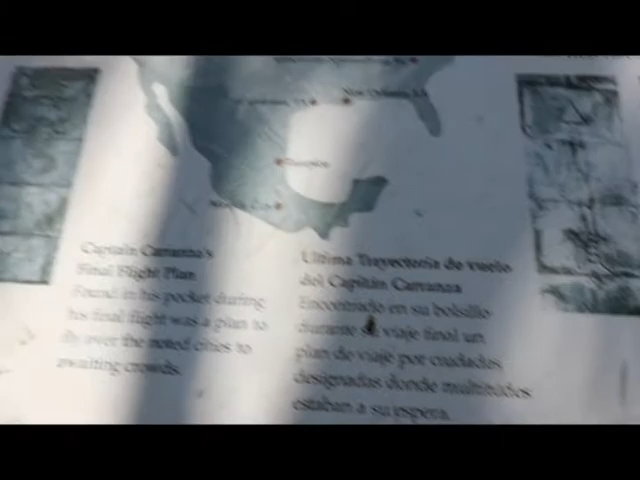 New Orleans, LA
Tampico
Captain Carranza's
Final Flight Plan
Found in his pocket during
his final flight was a plan to
fly over the noted cities to
awaiting crowds.
Ultima Trayectoria de vuelo
del Capitán Carranza
Encontrado en su bolsillo
durante su viaje final un
plan de viaje por ciudades
designadas donde multitudes
estaban a su espera.